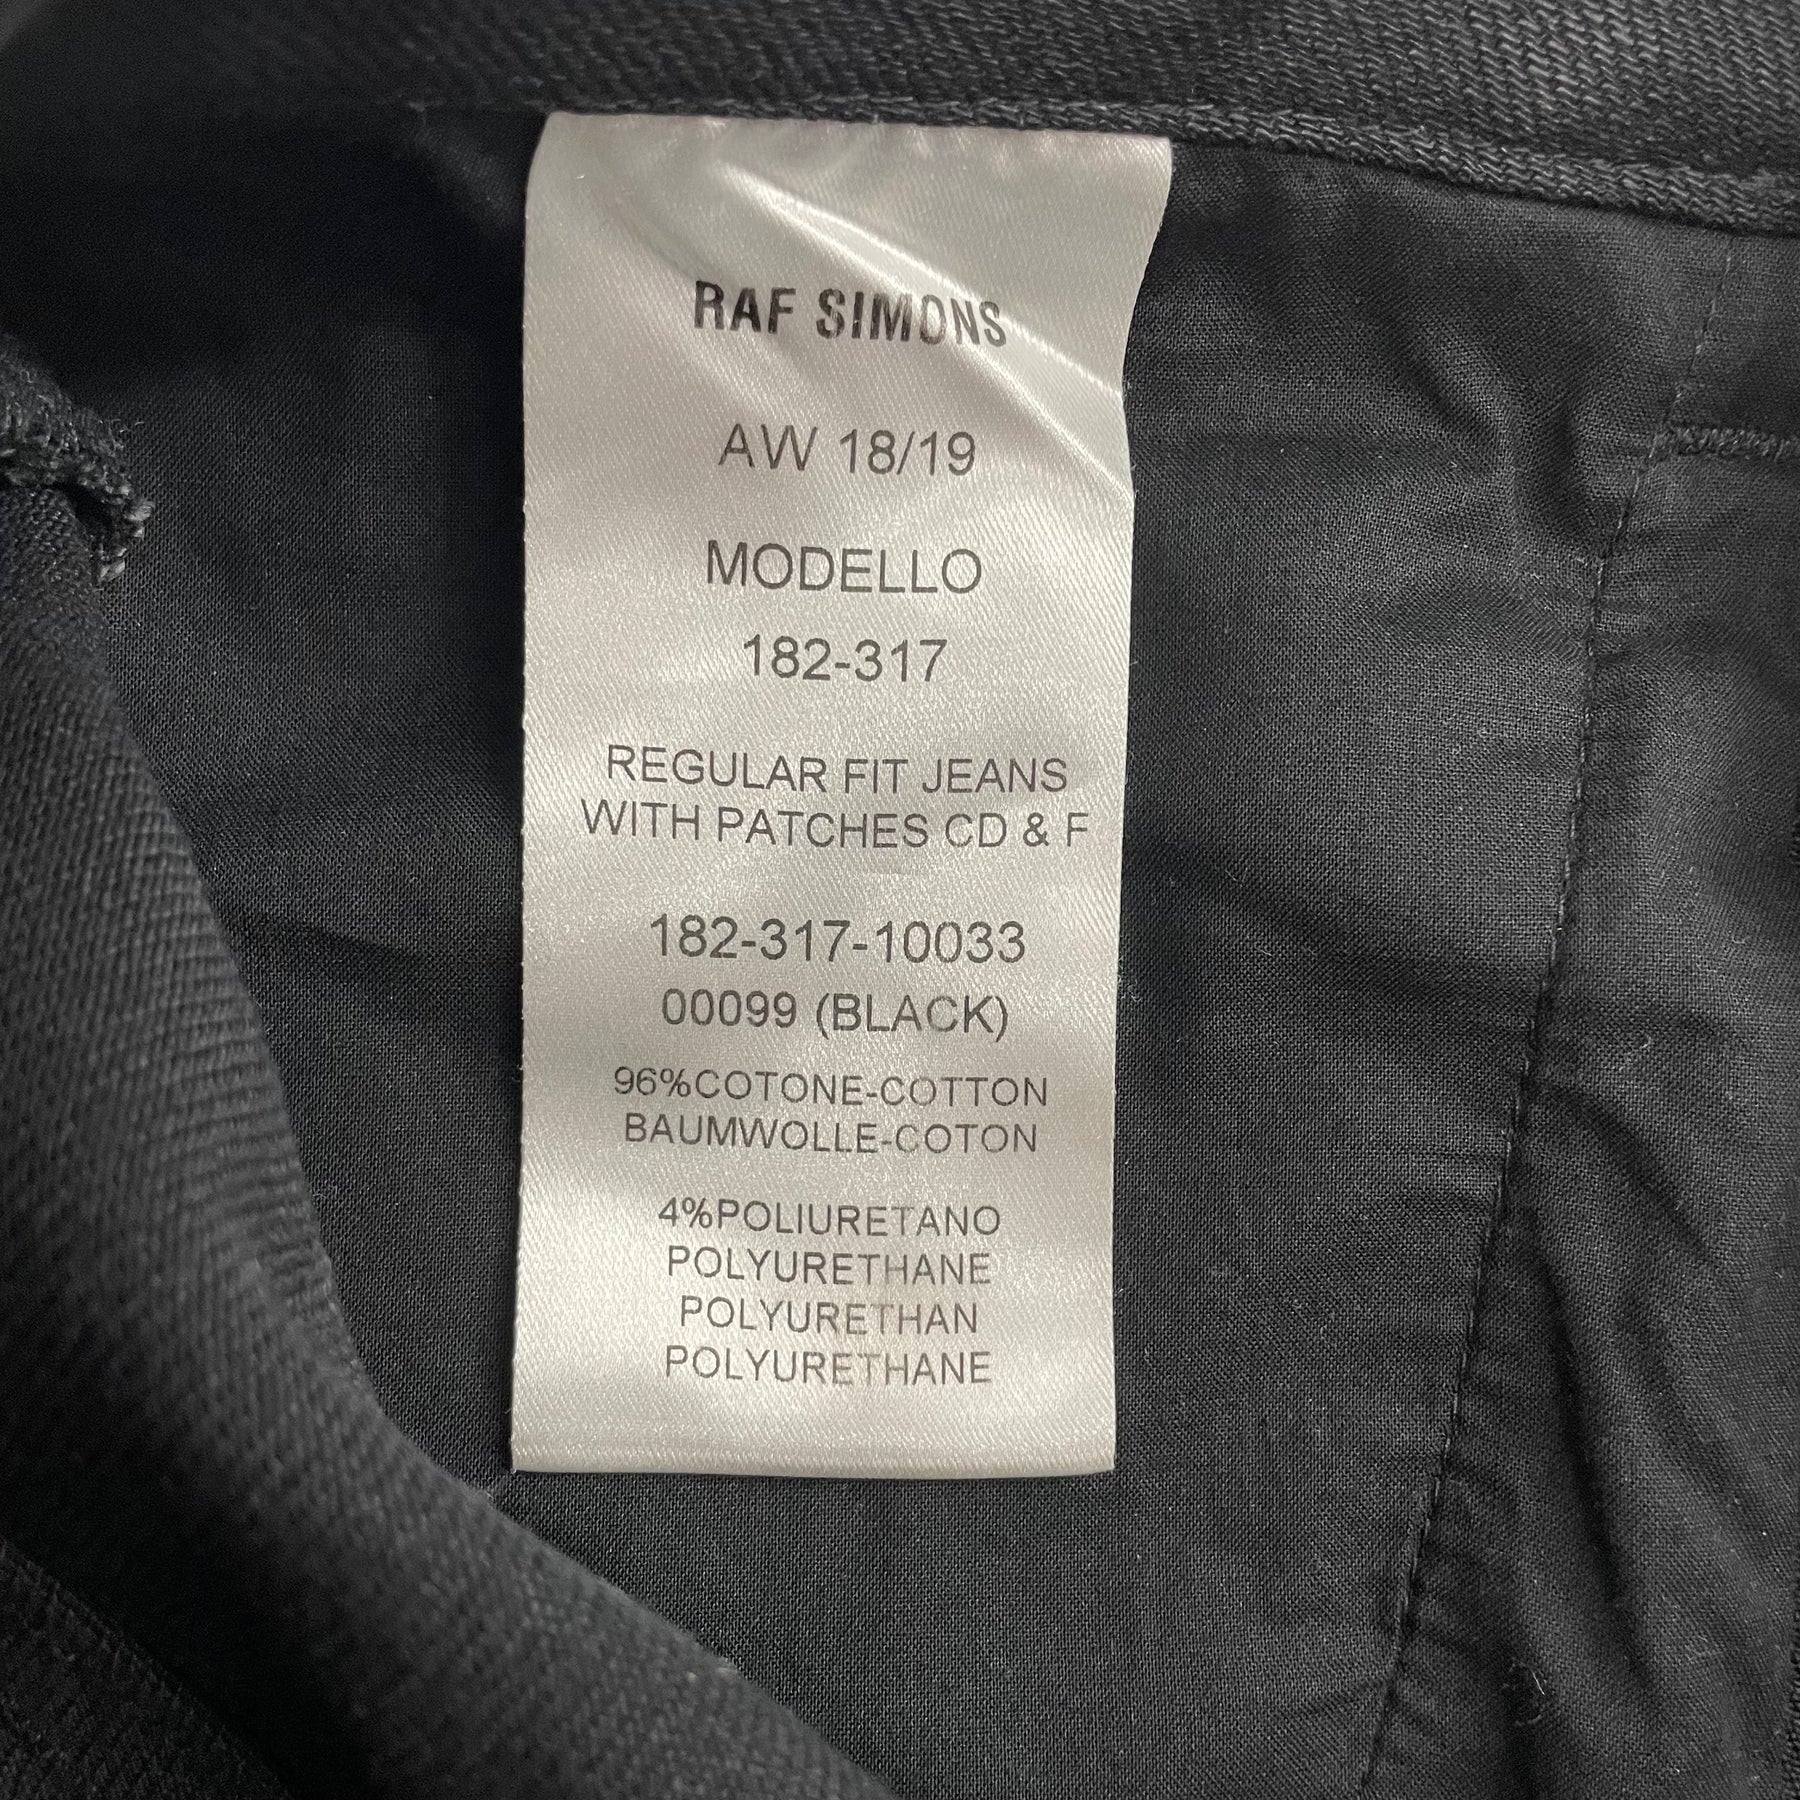 RAF SIMONS
AW 18/19
MODELLO
182-317
REGULAR FIT JEANS
WITH PATCHES CD & F
182-317-10033
00099 (BLACK)
96%COTONE-COTTON
BAUMWOLLE-COTON
4%POLIURETANO
POLYURETHANE
POLYURETHAN
POLYURETHANE